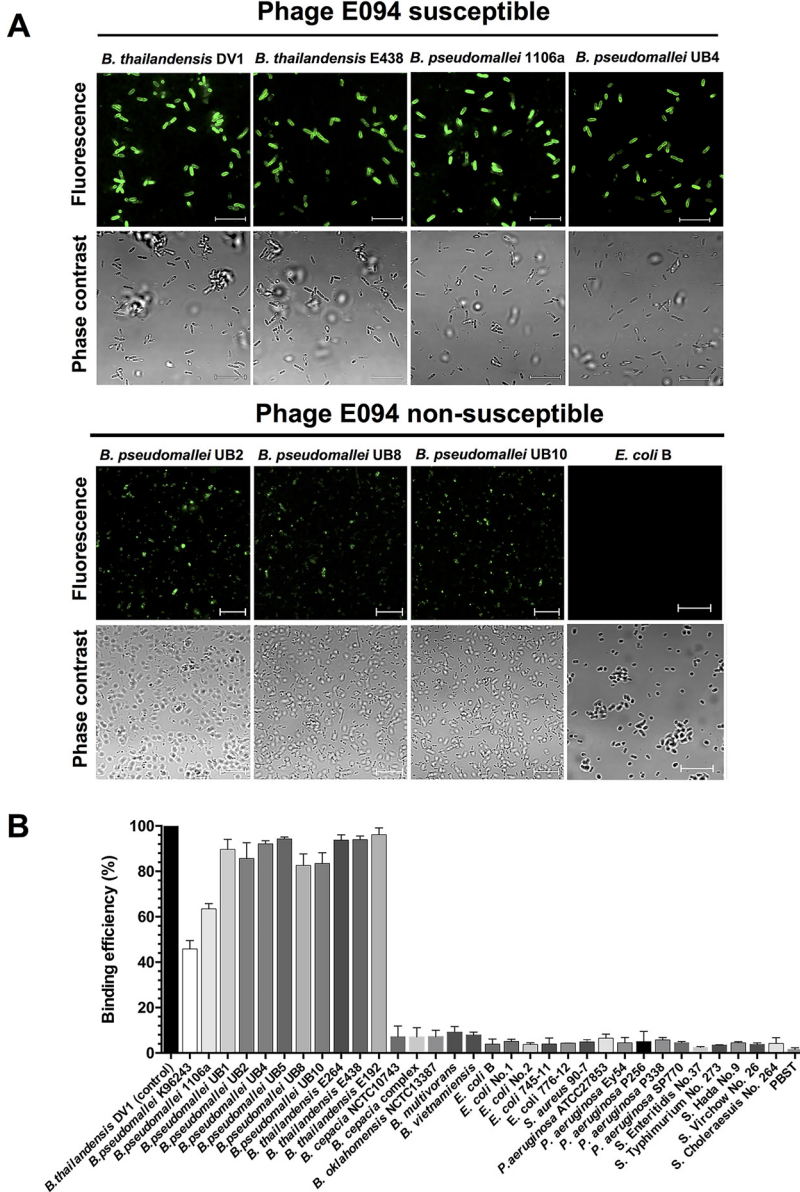 A
Phage E094 susceptible
B. thailandensis DV1
B. thailandensis E438
B. pseudomallei 1106a
B. pseudomallei UB4
Fluorescence
Phase contrast
Phage E094 non-susceptible
B. pseudomallei UB2
B. pseudomallei UB8
B. pseudomallei UB10
E. coli B
Fluorescence
Phase contrast
B
Binding efficiency (%)
100
80
60
40
20
0
B.thailandensis DV1 (control)
B.pseudomallei K96243
B.pseudomallei 1106a
B.pseudomallei UB1
B.pseudomallei UB2
B.pseudomallei UB4
B.pseudomallei UB5
B.pseudomallei UB8
B.pseudomallei UB10
B. thailandensis E264
B. thailandensis E438
B. thailandensis E192
B. cepacia NCTC10743
B. cepacia complex
B. oklahomensis NCTC13387
B. multivorans
B. vietnamiensis
E. coli B
E. coli No.1
E. coli No.2
E. coli 745-11
E. coli 776-12
S. aureus 90-7
P.aeruginosa ATCC27853
P. aeruginosa Ey54
P. aeruginosa P256
P. aeruginosa P338
P. aeruginosa SP770
S. Enteritidis No.37
S. Typhimurium No. 273
S. Hada No.9
S. Virchow No. 26
S. Choleraesuis No. 264
PBST